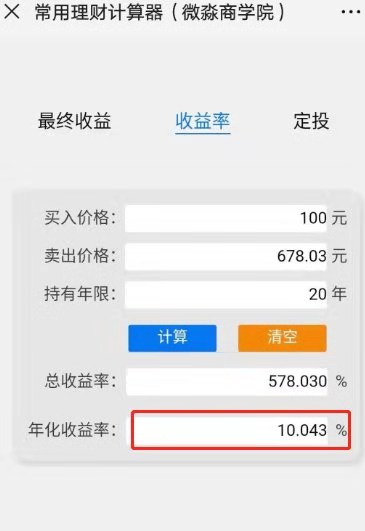 常用理财计算器（微淼商学院）
最终收益 收益率 定投
买入价格： 100 元
卖出价格： 678.03 元
持有年限： 20 年
计算 清空
总收益率： 578.030 %
年化收益率： 10.043 %